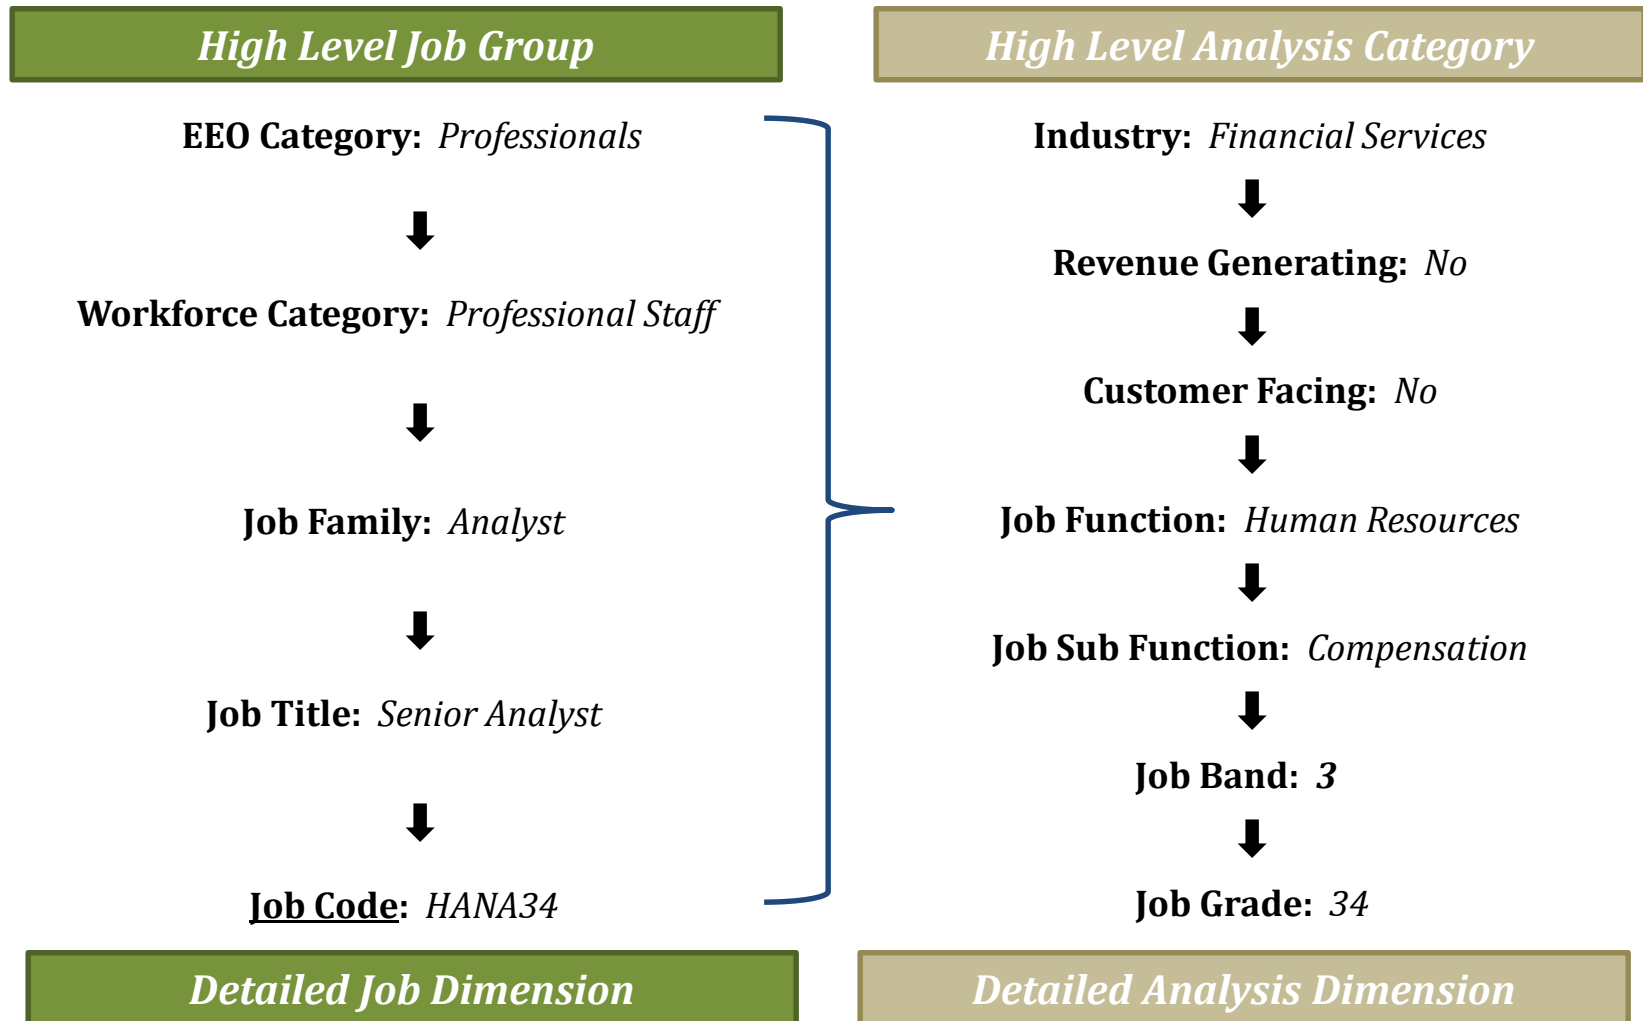 High Level Job Group
EEO Category: Professionals
Workforce Category: Professional Staff
Job Family: Analyst
Job Title: Senior Analyst
Job Code: HANA34
Detailed Job Dimension
High Level Analysis Category
Industry: Financial Services
Revenue Generating: No
Customer Facing: No
Job Function: Human Resources
Job Sub Function: Compensation
Job Band: 3
Job Grade: 34
Detailed Analysis Dimension